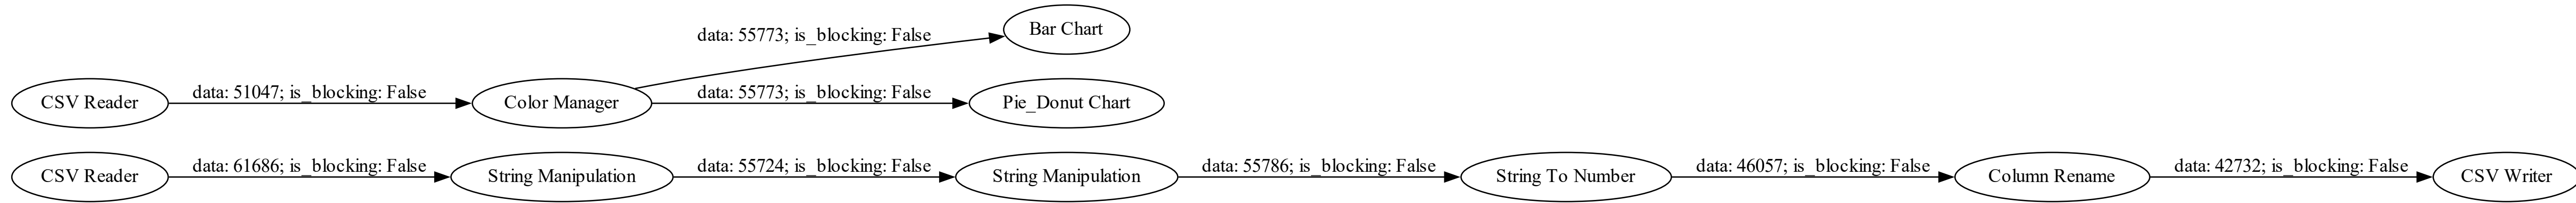 Bar Chart
data: 55773; is_blocking: False
CSV Reader
data: 51047; is_blocking: False
Color Manager
data: 55773; is_blocking: False
Pie_Donut Chart
CSV Reader
data: 61686; is_blocking: False
String Manipulation
data: 55724; is_blocking: False
String Manipulation
data: 55786; is_blocking: False
String To Number
data: 46057; is_blocking: False
Column Rename
data: 42732; is_blocking: False
CSV Writer